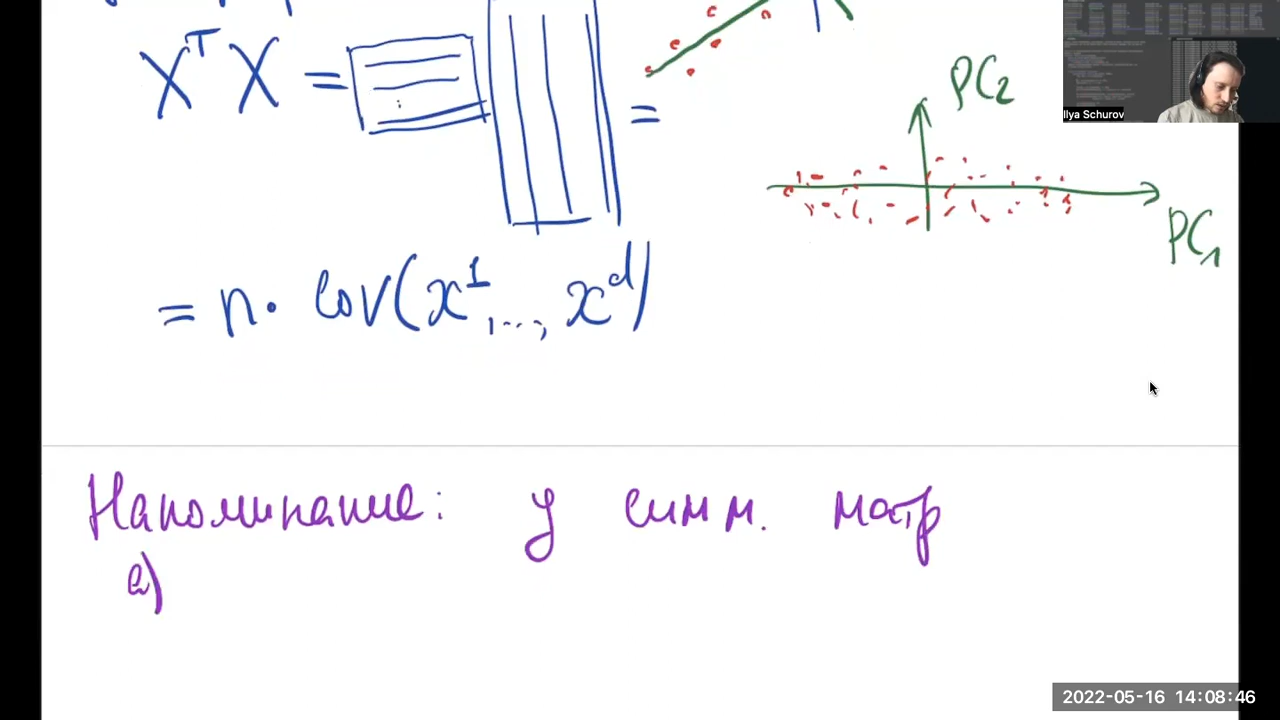 PC₂
Ilya Schurov
XᵀX = =
PC₁
= n · cov(x¹, ..., xᵈ)
Напоминание: у симм. матр
а)
2022-05-16 14:08:46